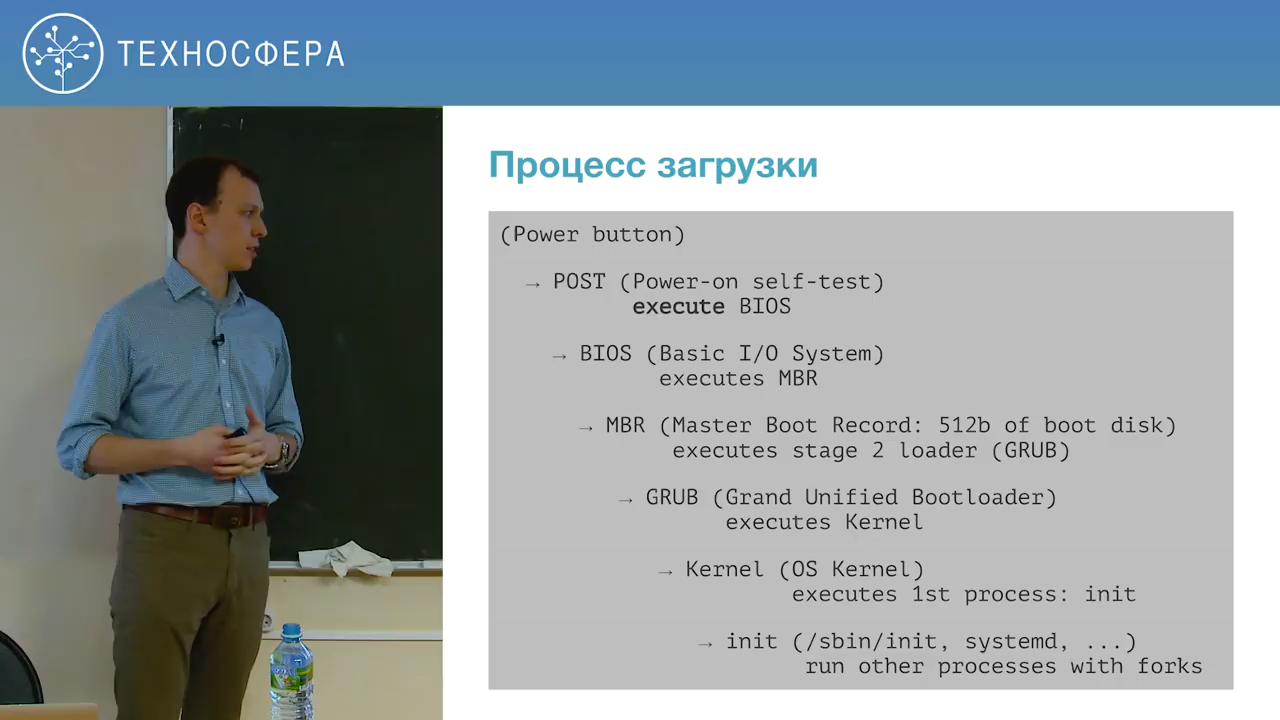 ТЕХНОСФЕРА
Процесс загрузки
(Power button)
→ POST (Power-on self-test)
execute BIOS
→ BIOS (Basic I/O System)
executes MBR
→ MBR (Master Boot Record: 512b of boot disk)
executes stage 2 loader (GRUB)
→ GRUB (Grand Unified Bootloader)
executes Kernel
→ Kernel (OS Kernel)
executes 1st process: init
→ init (/sbin/init, systemd, ...)
run other processes with forks